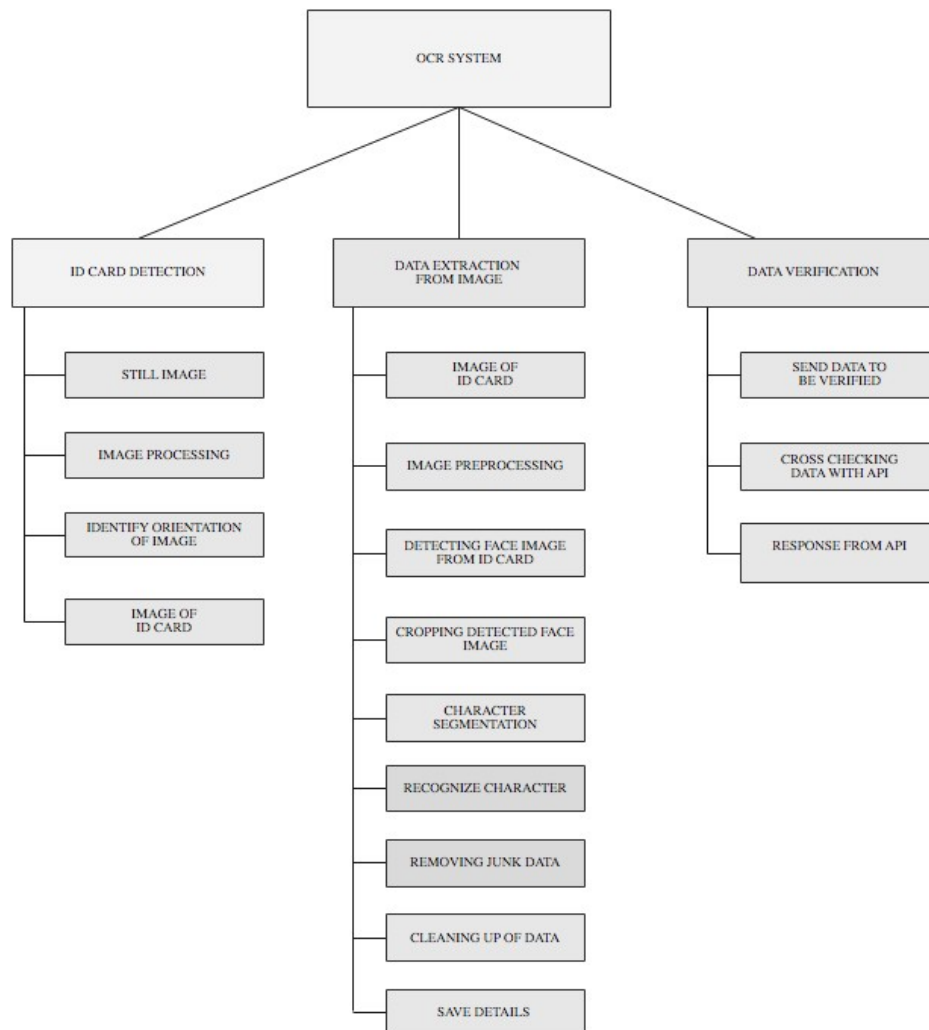 OCR SYSTEM
ID CARD DETECTION
STILL IMAGE
IMAGE PROCESSING
IDENTIFY ORIENTATION
OF IMAGE
IMAGE OF
ID CARD
DATA EXTRACTION
FROM IMAGE
IMAGE OF
ID CARD
IMAGE PREPROCESSING
DETECTING FACE IMAGE
FROM ID CARD
CROPPING DETECTED FACE
IMAGE
CHARACTER
SEGMENTATION
RECOGNIZE CHARACTER
REMOVING JUNK DATA
CLEANING UP OF DATA
SAVE DETAILS
DATA VERIFICATION
SEND DATA TO
BE VERIFIED
CROSS CHECKING
DATA WITH API
RESPONSE FROM API